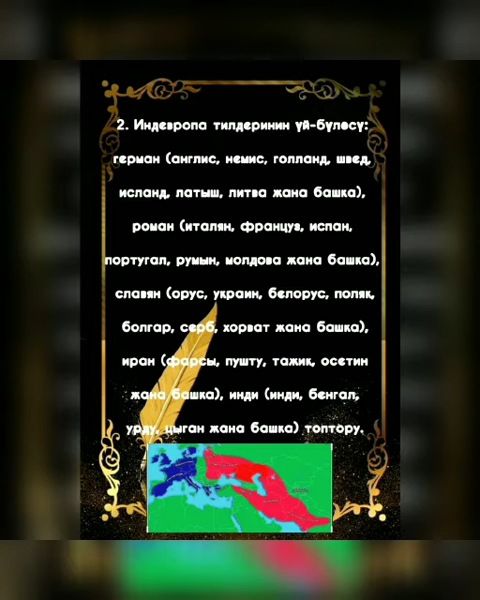 2. Индевропа тилдеринин үй-бүлөсү:
герман (англис, немис, голланд, швед,
исланд, латыш, литва жана башка),
роман (италян, француз, испан,
португал, румын, молдова жана башка),
славян (орус, украин, белорус, поляк,
болгар, серб, хорват жана башка),
иран (фарсы, пушту, тажик, осетин
жана башка), инди (инди, бенгал,
урду, цыган жана башка) топтору.